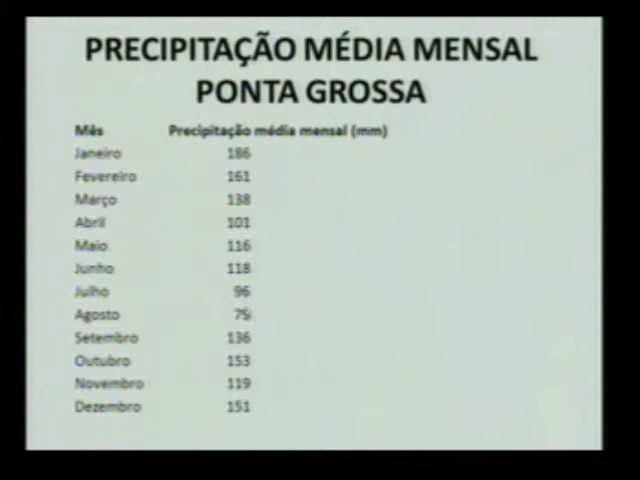 PRECIPITAÇÃO MÉDIA MENSAL
PONTA GROSSA
Mês Precipitação média mensal (mm)
Janeiro 186
Fevereiro 161
Março 138
Abril 101
Maio 116
Junho 118
Julho 96
Agosto 75
Setembro 136
Outubro 153
Novembro 119
Dezembro 151